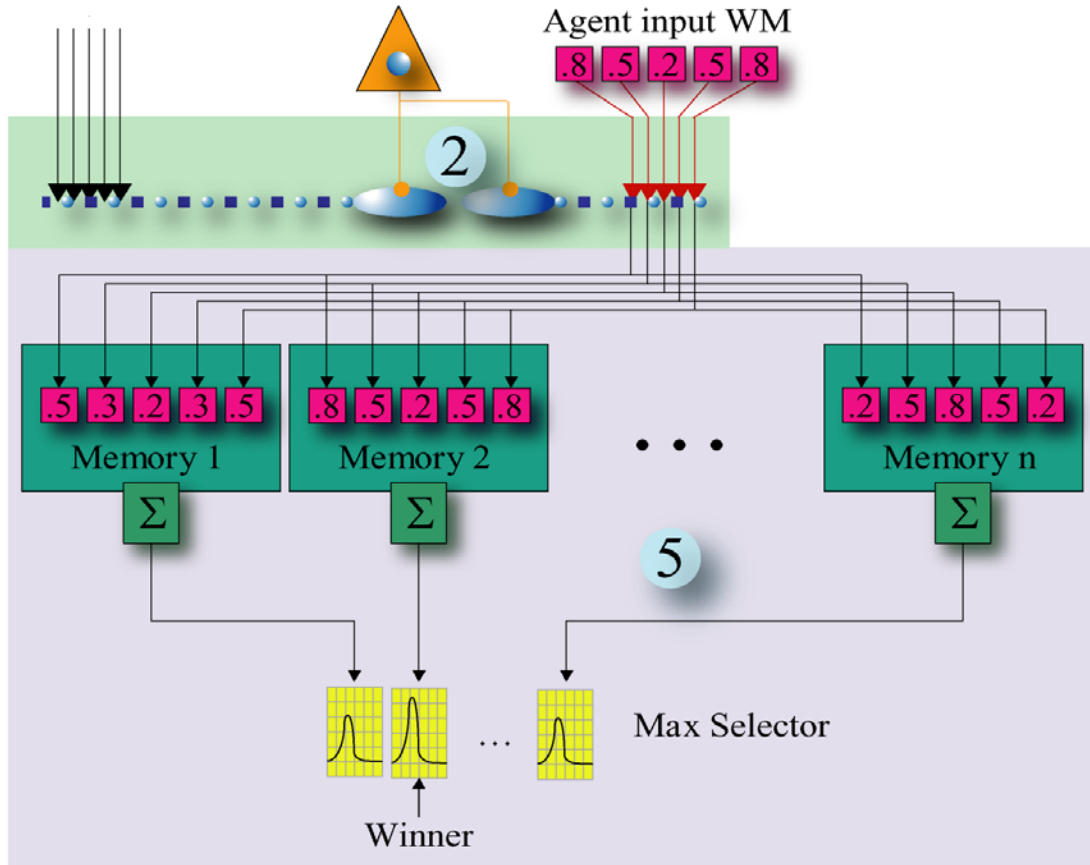 Agent input WM
.8 .5 .2 .5 .8
2
.5 .3 .2 .3 .5
Memory 1
.8 .5 .2 .5 .8
Memory 2
• • •
.2 .5 .8 .5 .2
Memory n
Σ Σ Σ
5
...
Max Selector
Winner